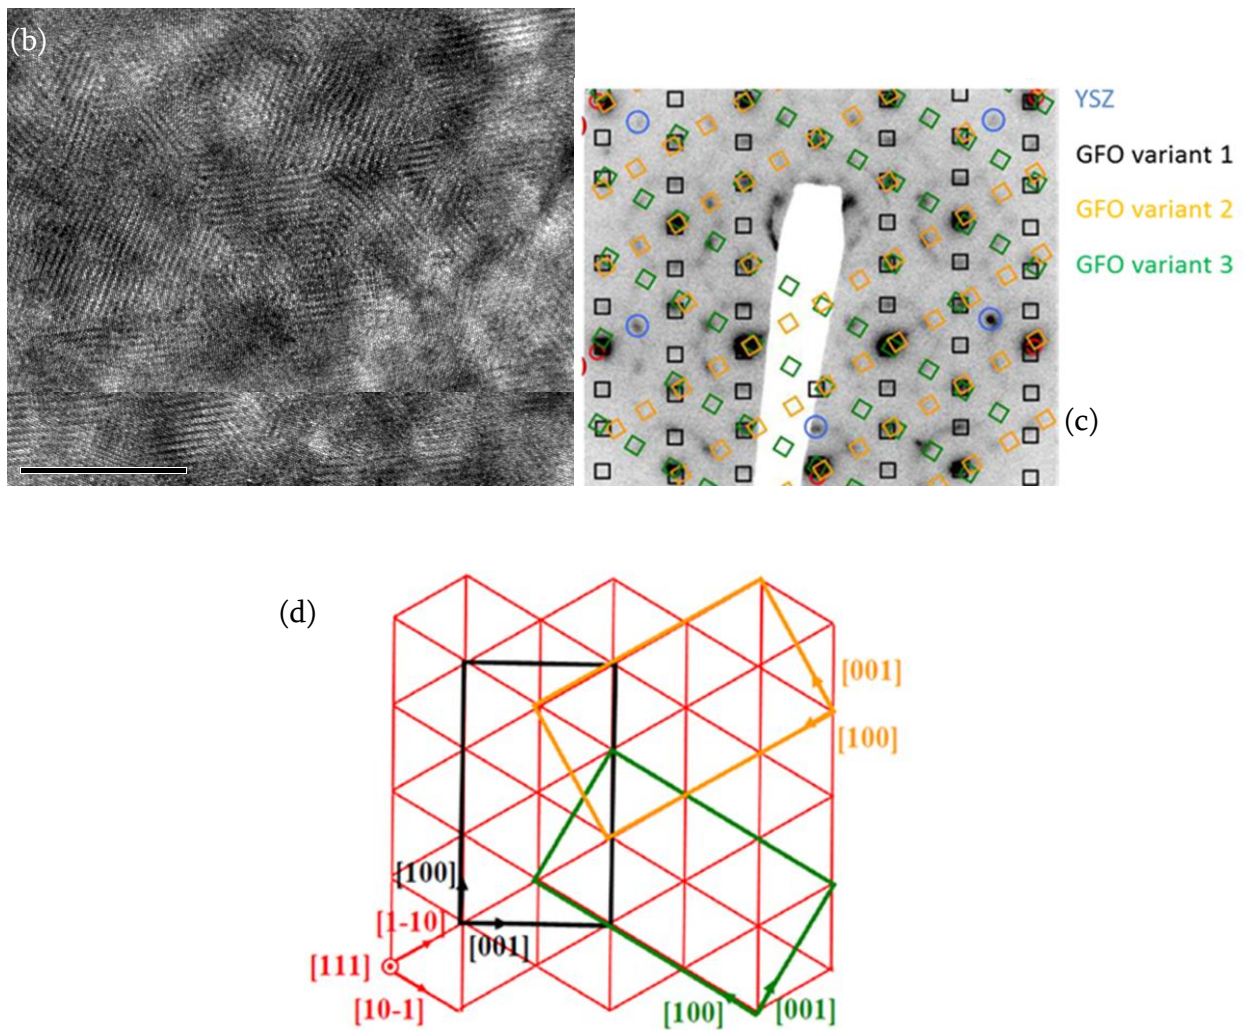 (b)
YSZ
GFO variant 1
GFO variant 2
GFO variant 3
(c)
(d)
[001]
[100]
[100]
[1-10]
[001]
[111]
[10-1]
[100]
[001]